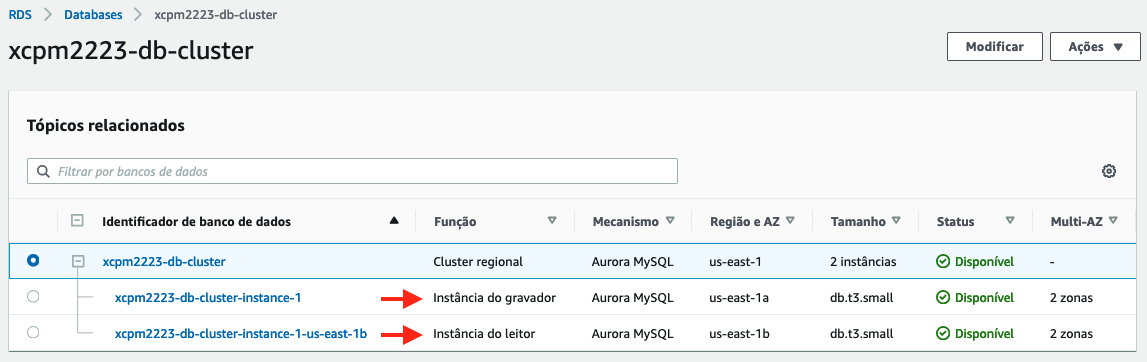 RDS > Databases > xcpm2223-db-cluster
xcpm2223-db-cluster
Modificar Ações
Tópicos relacionados
Filtrar por bancos de dados
Identificador de banco de dados Função Mecanismo Região e AZ Tamanho Status Multi-AZ
xcpm2223-db-cluster Cluster regional Aurora MySQL us-east-1 2 instâncias Disponível -
xcpm2223-db-cluster-instance-1 Instância do gravador Aurora MySQL us-east-1a db.t3.small Disponível 2 zonas
xcpm2223-db-cluster-instance-1-us-east-1b Instância do leitor Aurora MySQL us-east-1b db.t3.small Disponível 2 zonas